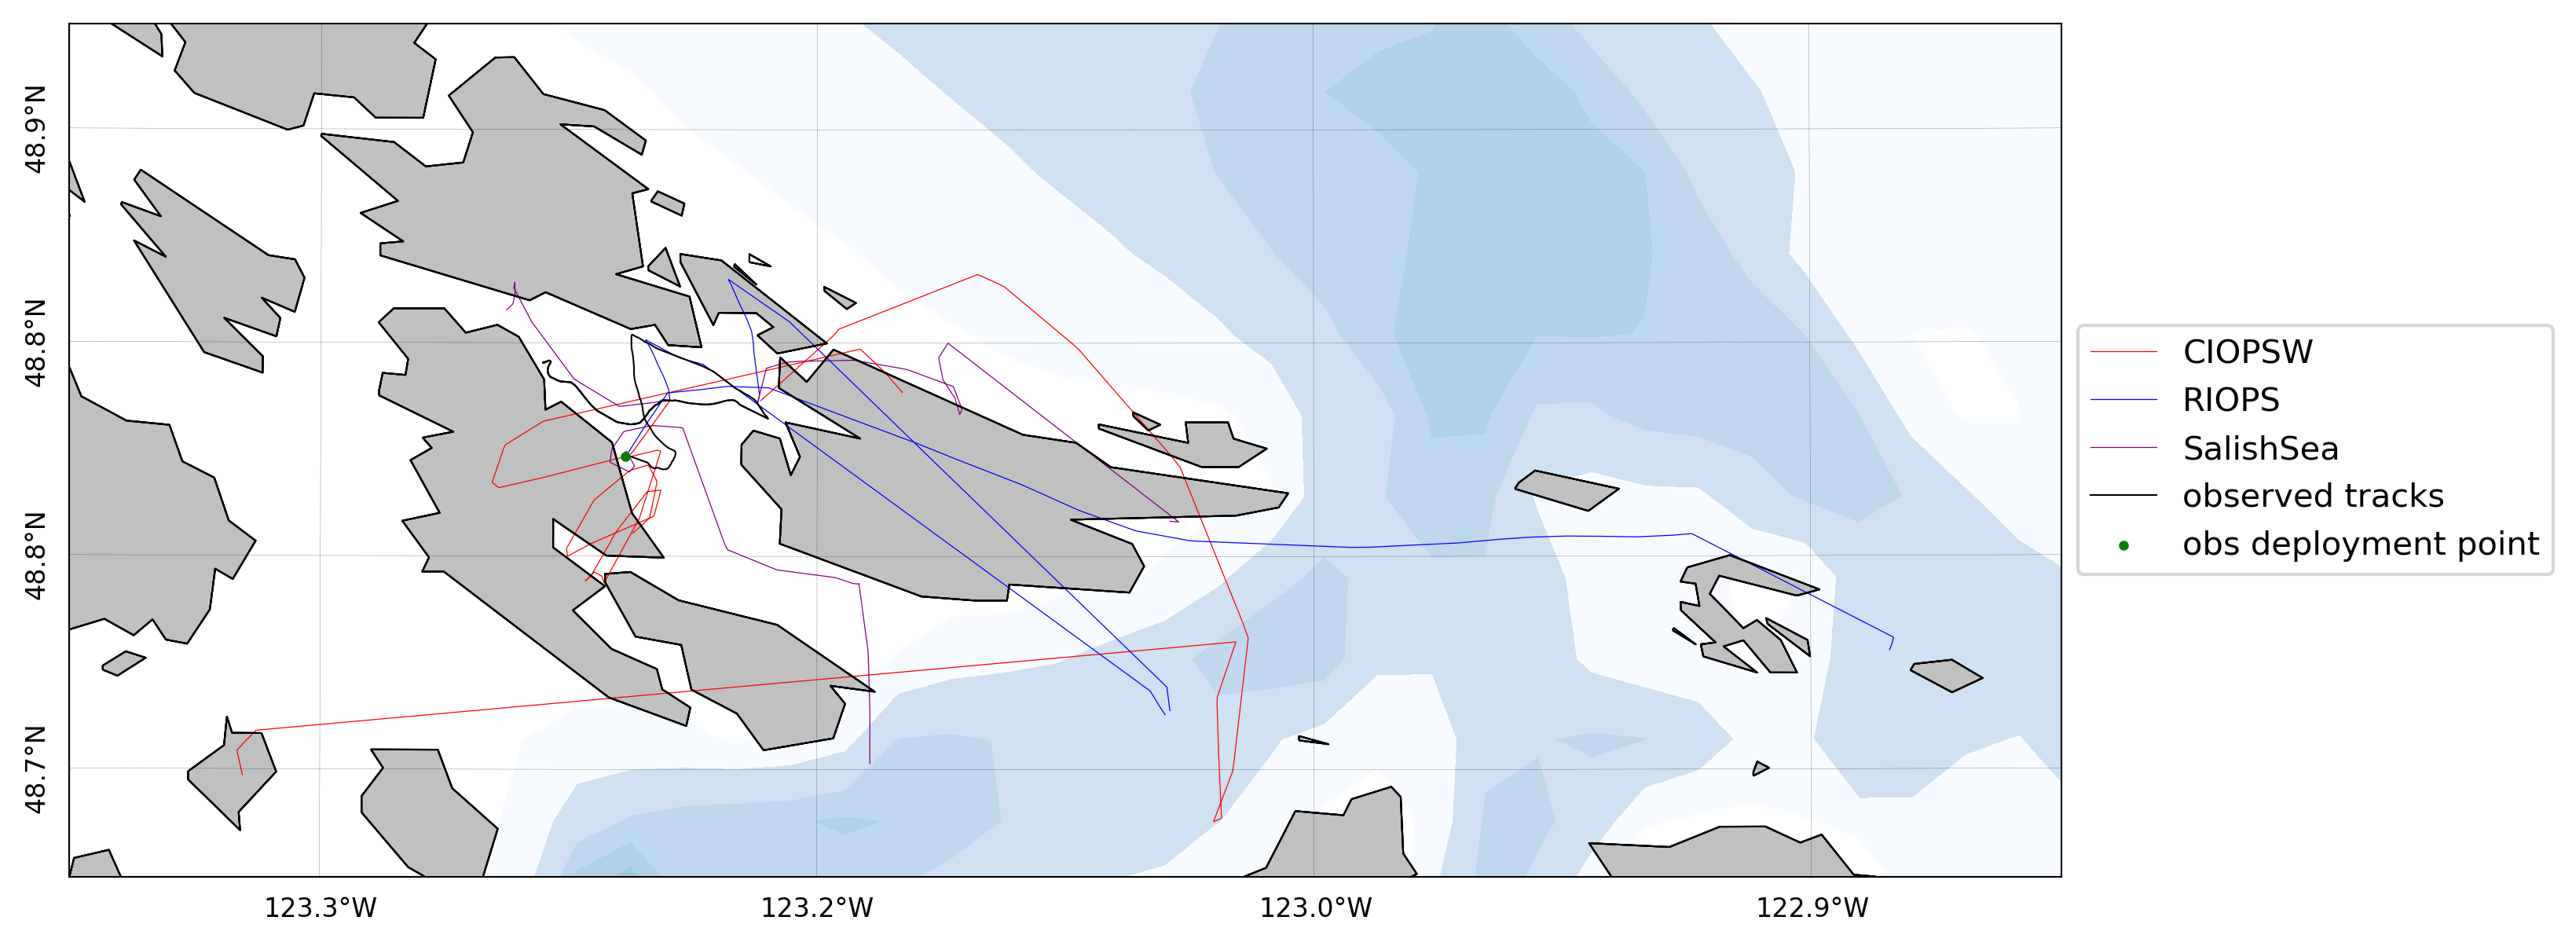 48.9°N
48.8°N
48.8°N
48.7°N
123.3°W
123.2°W
123.0°W
122.9°W
CIOPSW
RIOPS
SalishSea
observed tracks
obs deployment point